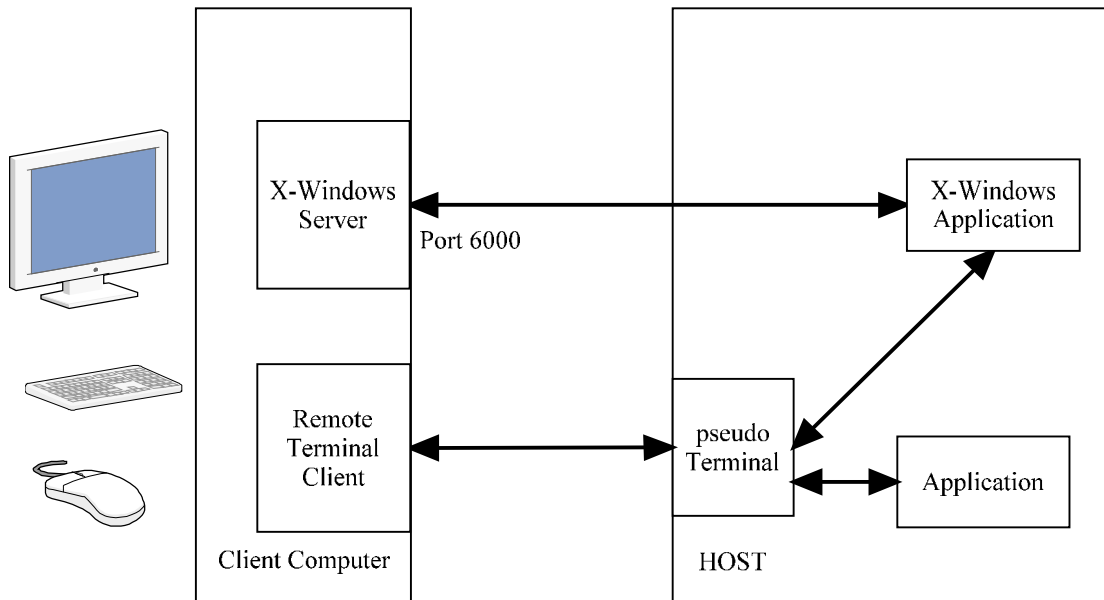 X-Windows
Server
X-Windows
Application
Port 6000
Remote
Terminal
Client
pseudo
Terminal
Application
Client Computer
HOST